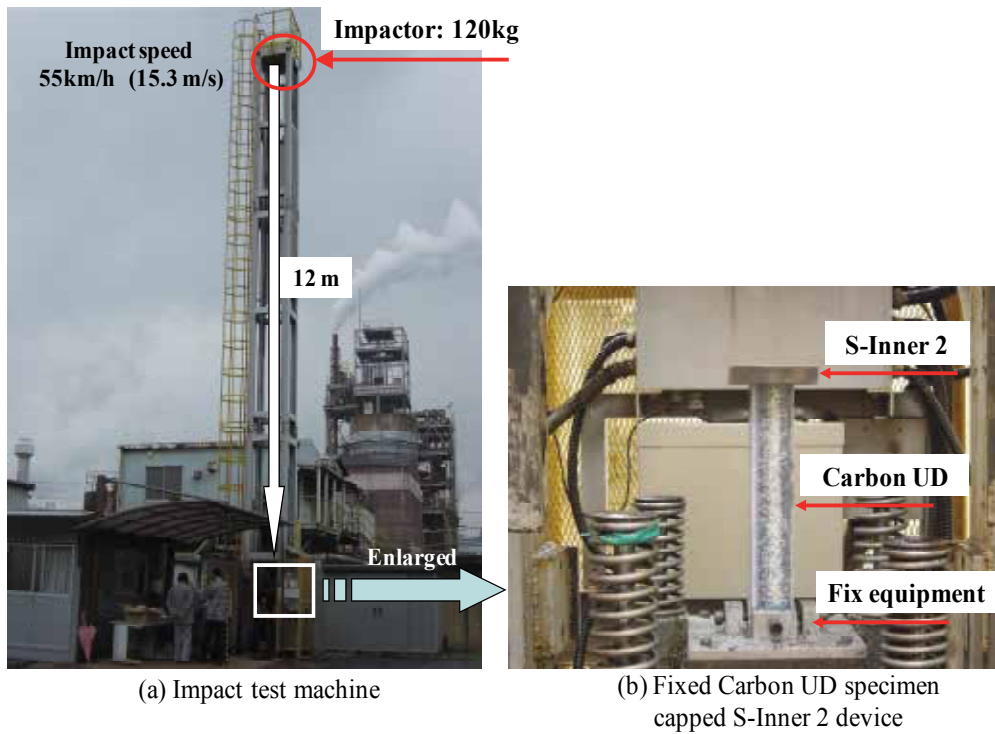 Impact speed
55km/h (15.3 m/s)
Impactor: 120kg
12 m
Enlarged
S-Inner 2
Carbon UD
Fix equipment
(a) Impact test machine
(b) Fixed Carbon UD specimen
capped S-Inner 2 device